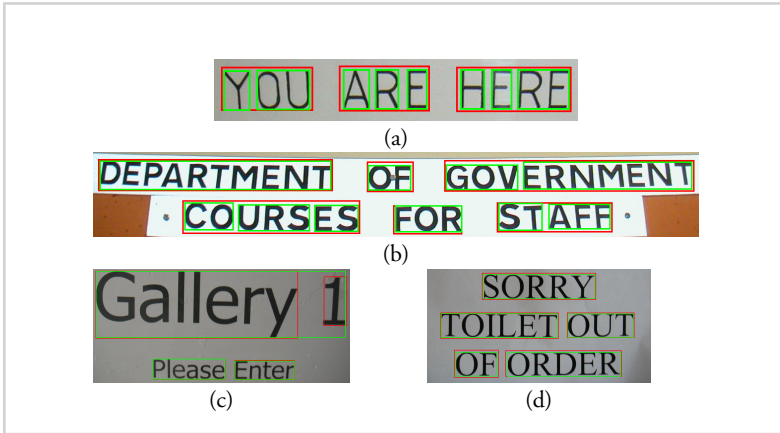 YOU ARE HERE
(a)
DEPARTMENT OF GOVERNMENT
COURSES FOR STAFF
(b)
Gallery 1
Please Enter
(c)
SORRY
TOILET OUT
OF ORDER
(d)